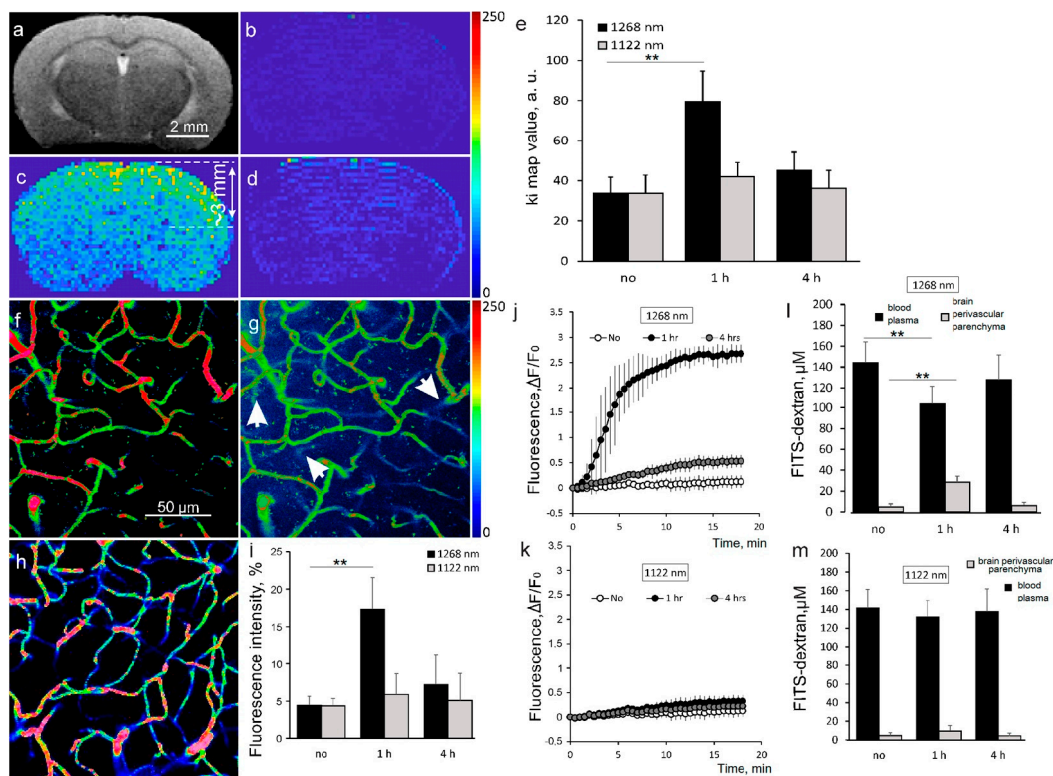 a
2 mm
b
250
0
c
~3 mm
d
e
ki map value, a. u.
120
100
80
60
40
20
0
1268 nm
1122 nm
**
no
1 h
4 h
f
50 µm
g
250
0
h
i
Fluorescence intensity, %
25
20
15
10
5
0
1268 nm
1122 nm
**
no
1 h
4 h
j
1268 nm
No
1 hr
4 hrs
Fluorescence,ΔF/F0
3,5
3
2,5
2
1,5
1
0,5
0
-0,5
0
5
10
15
20
Time, min
k
1122 nm
No
1 hr
4 hrs
Fluorescence,ΔF/F0
3,5
3
2.5
2
1.5
1
0.5
0
-0.5
0
5
10
15
20
Time, min
l
1268 nm
blood
plasma
brain
perivascular
parenchyma
FITS-dextran,µM
200
180
160
140
120
100
80
60
40
20
0
**
**
no
1 h
4 h
m
1122 nm
brain perivascular
parenchyma
blood
plasma
FITS-dextran,µM
200
180
160
140
120
100
80
60
40
20
0
no
1 h
4 h